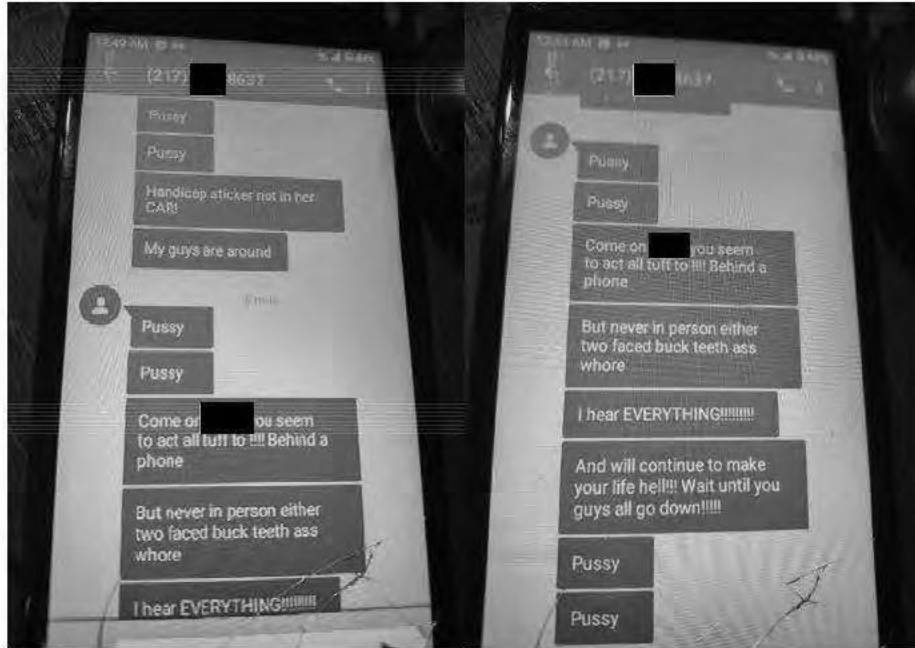 12:49 AM
(217) 8637
Pussy
Pussy
Handicap sticker not in her
CAR!
My guys are around
Pussy
Pussy
Come on you seem
to act all tuff to !!!! Behind a
phone
But never in person either
two faced buck teeth ass
whore
I hear EVERYTHING!!!!!!!!!
(217) 8637
Pussy
Pussy
Come on you seem
to act all tuff to !!!! Behind a
phone
But never in person either
two faced buck teeth ass
whore
I hear EVERYTHING!!!!!!!!!
And will continue to make
your life hell!!! Wait until you
guys all go down!!!!!
Pussy
Pussy